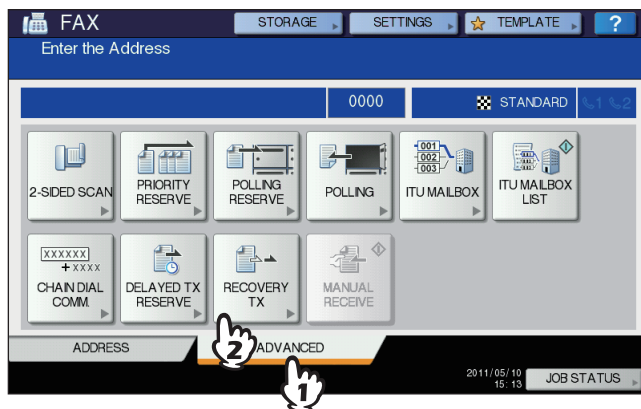 FAX
STORAGE
SETTINGS
TEMPLATE
?
Enter the Address
0000
STANDARD
1
2
2-SIDED SCAN
PRIORITY
RESERVE
POLLING
RESERVE
POLLING
001
002
003
ITU MAILBOX
ITU MAILBOX
LIST
XXXXXX
+ XXXX
CHAIN DIAL
COMM.
DELAYED TX
RESERVE
RECOVERY
TX
MANUAL
RECEIVE
2
ADDRESS
ADVANCED
1
2011/05/10
15:13
JOB STATUS